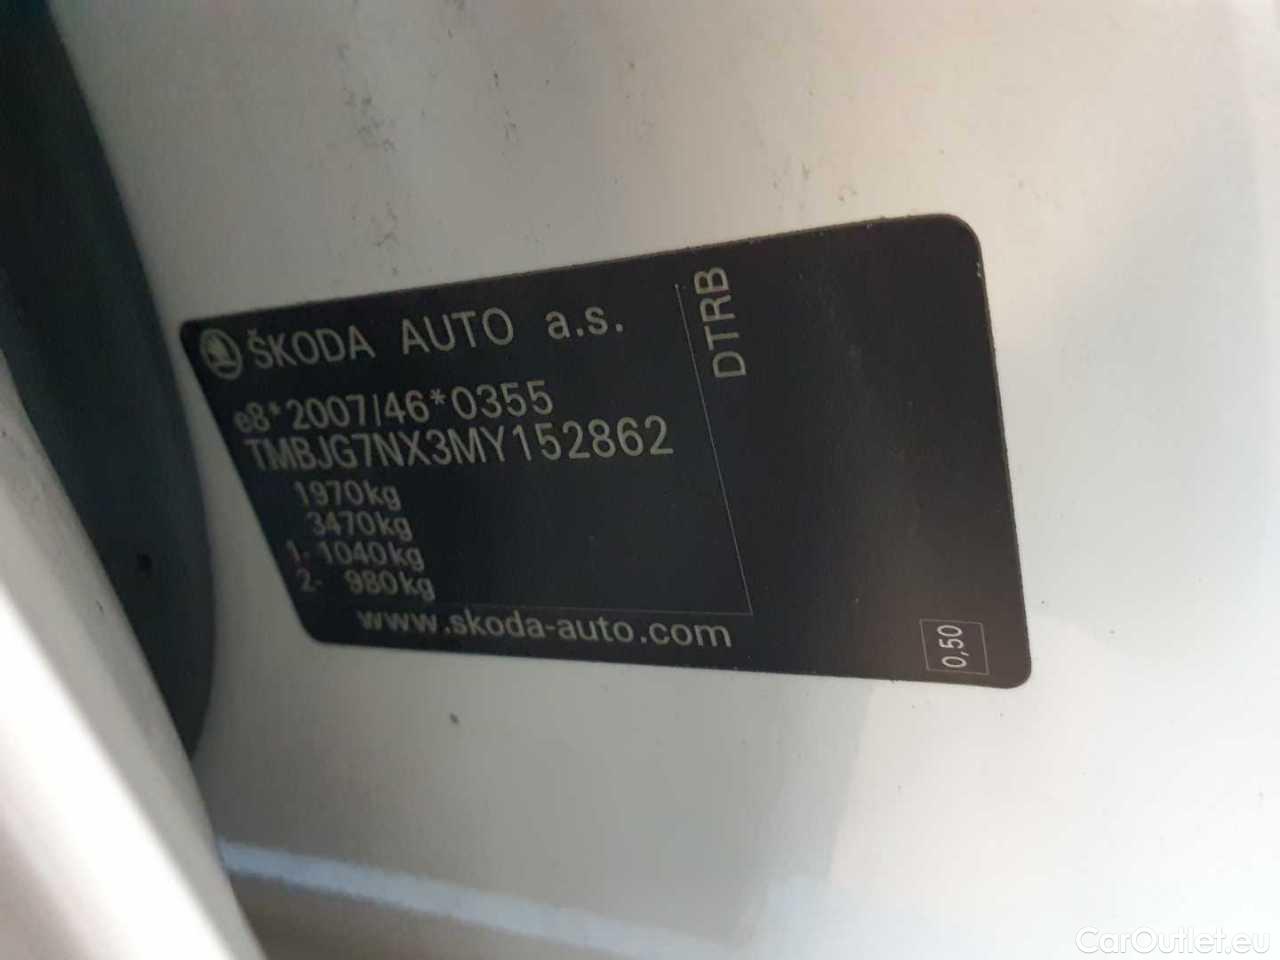 ŠKODA AUTO a.s.
e8*2007/46*0355
TMBJG7NX3MY152862
1970kg
3470kg
1- 1040kg
2- 980kg
www.skoda-auto.com
DTRB
0,50
CarOutlet.eu